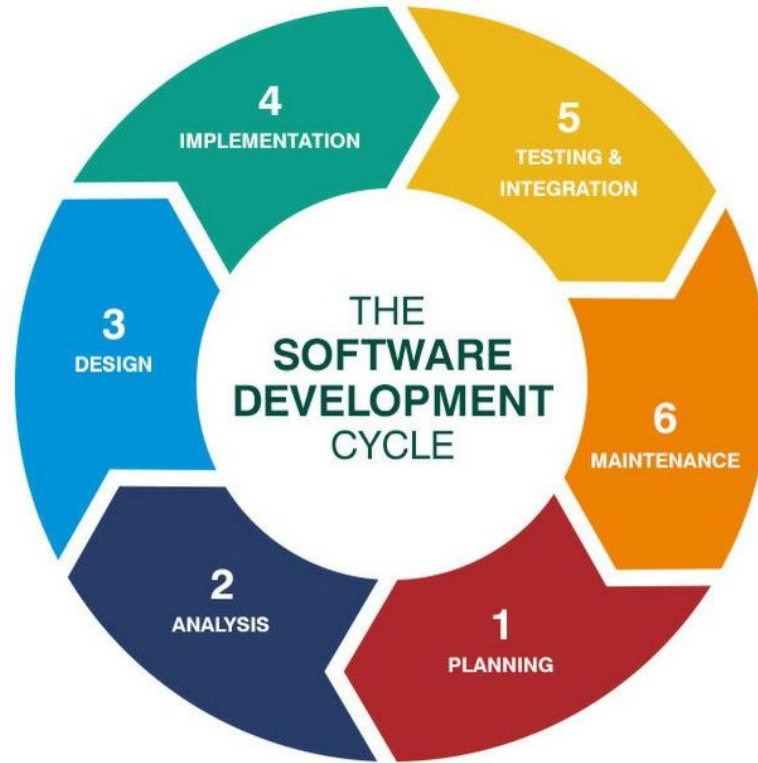 THE
SOFTWARE
DEVELOPMENT
CYCLE
1
PLANNING
2
ANALYSIS
3
DESIGN
4
IMPLEMENTATION
5
TESTING &
INTEGRATION
6
MAINTENANCE